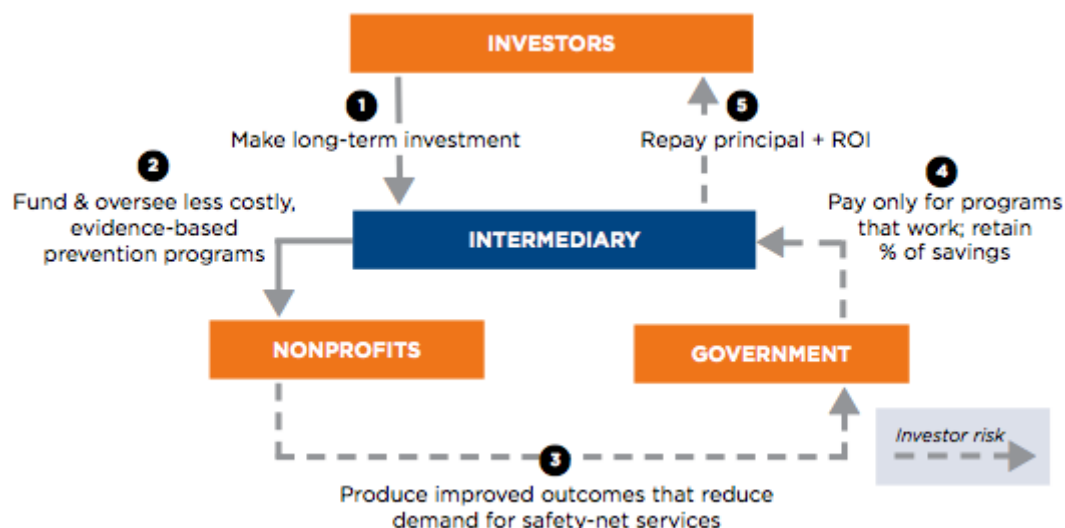 INVESTORS
1
Make long-term investment
5
Repay principal + ROI
2
Fund & oversee less costly,
evidence-based
prevention programs
4
Pay only for programs
that work; retain
% of savings
INTERMEDIARY
NONPROFITS
GOVERNMENT
Investor risk
3
Produce improved outcomes that reduce
demand for safety-net services